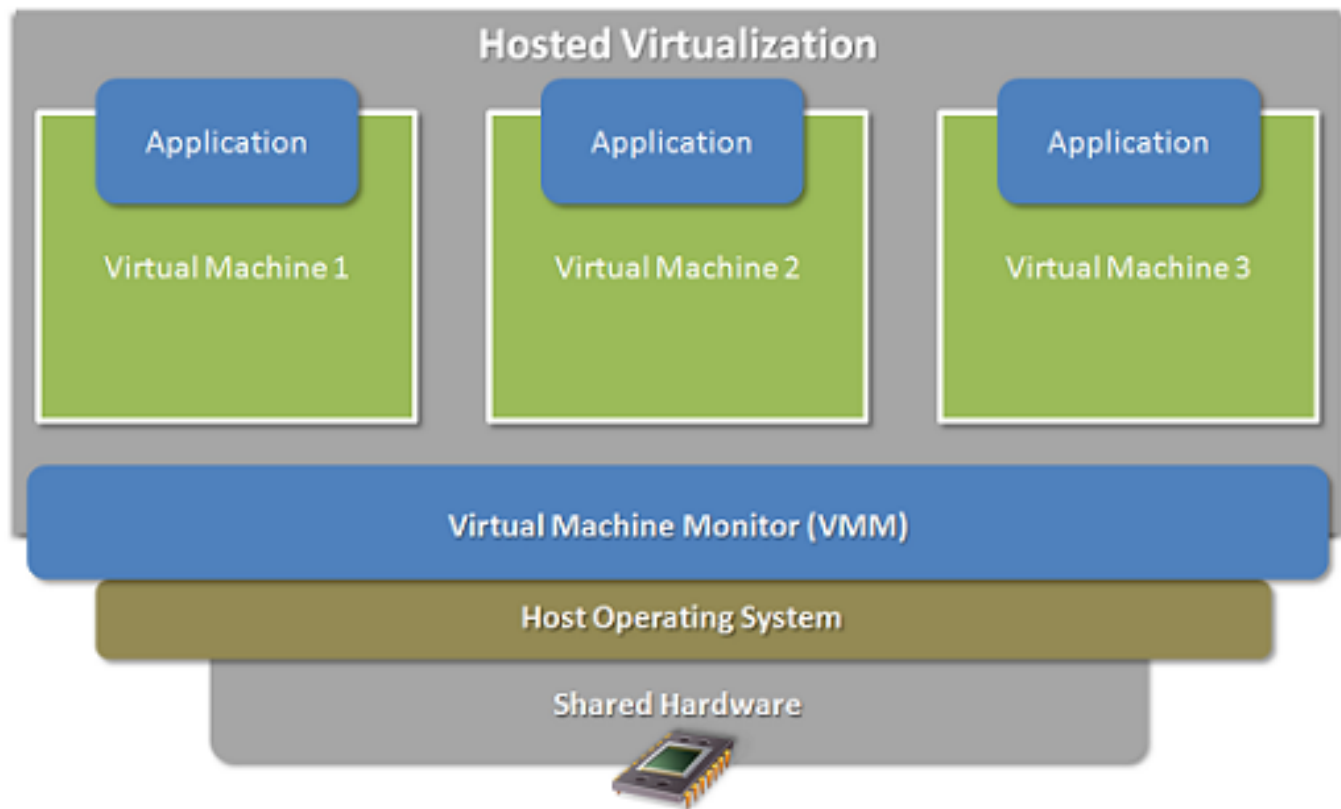 Hosted Virtualization
Application
Application
Application
Virtual Machine 1
Virtual Machine 2
Virtual Machine 3
Virtual Machine Monitor (VMM)
Host Operating System
Shared Hardware